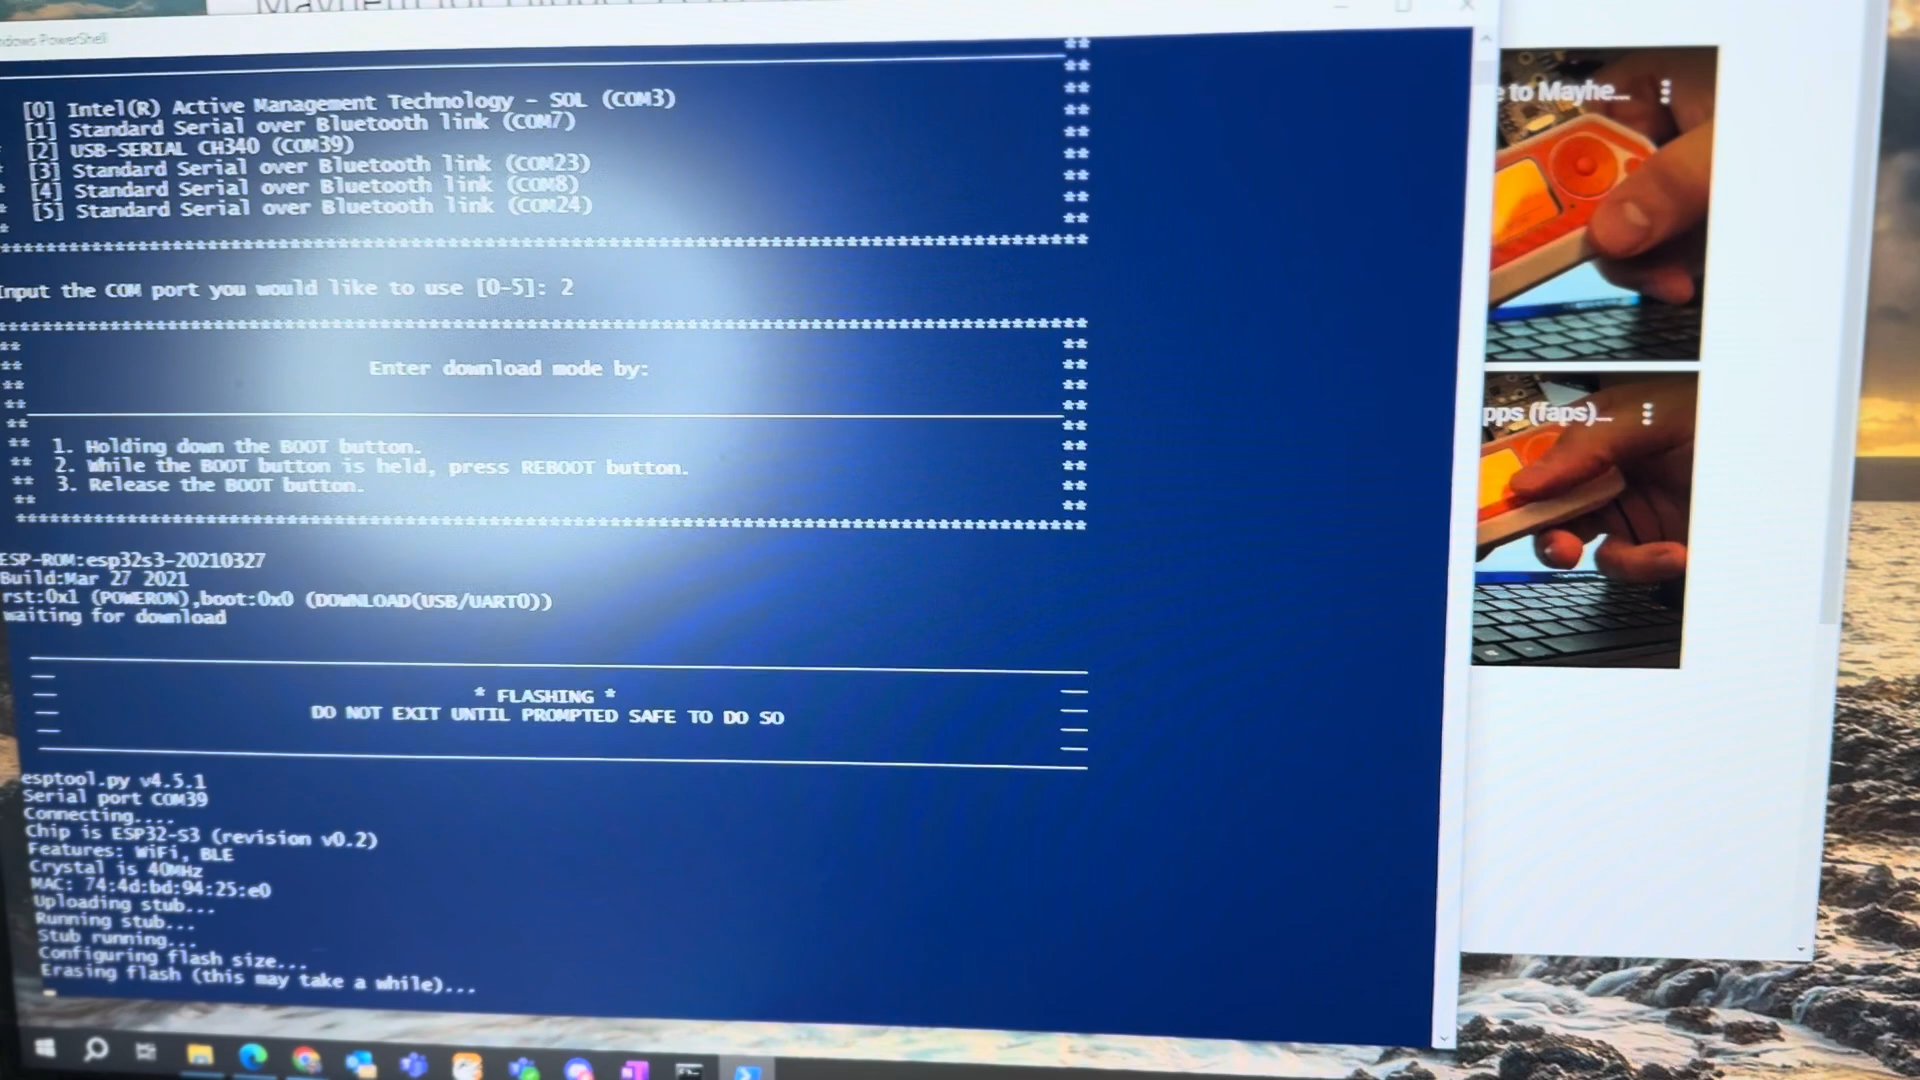 PowerShell
[0] Intel(R) Active Management Technology - SOL (COM3)
[1] Standard Serial over Bluetooth link (COM7)
[2] USB-SERIAL CH340 (COM39)
[3] Standard Serial over Bluetooth link (COM23)
[4] Standard Serial over Bluetooth link (COM8)
[5] Standard Serial over Bluetooth link (COM24)
Input the COM port you would like to use [0-5]: 2
Enter download mode by:
1. Holding down the BOOT button.
2. While the BOOT button is held, press REBOOT button.
3. Release the BOOT button.
ESP-ROM:esp32s3-20210327
Build:Mar 27 2021
rst:0x1 (POWERON),boot:0x0 (DOWNLOAD(USB/UART0))
waiting for download
* FLASHING *
DO NOT EXIT UNTIL PROMPTED SAFE TO DO SO
esptool.py v4.5.1
Serial port COM39
Connecting....
Chip is ESP32-S3 (revision v0.2)
Features: WiFi, BLE
Crystal is 40MHz
MAC: 74:4d:bd:94:25:e0
Uploading stub...
Running stub...
Stub running...
Configuring flash size...
Erasing flash (this may take a while)...
e to Mayhe...
pps (faps)...